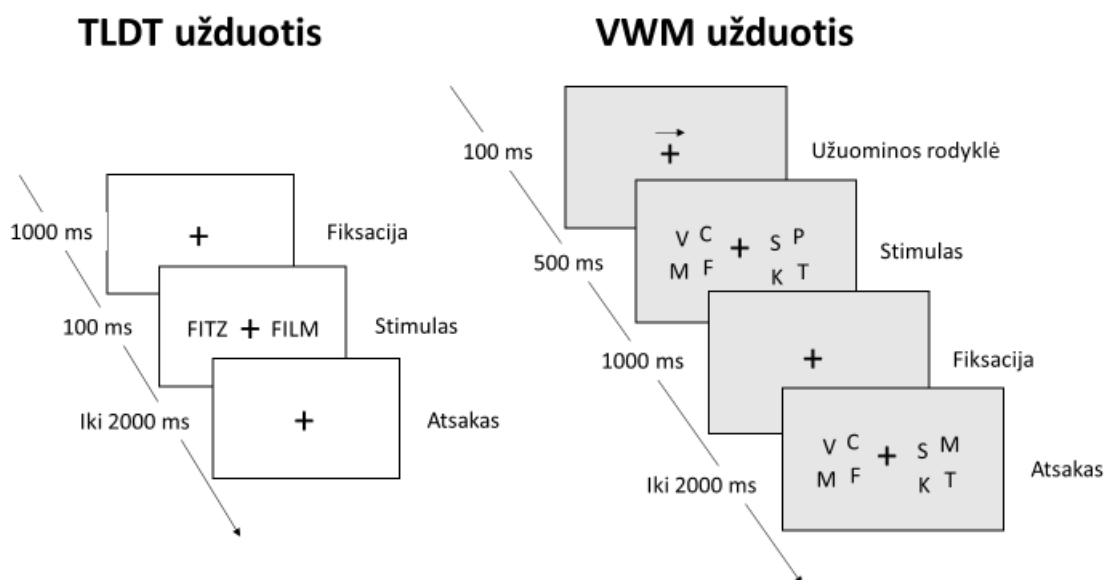 TLDT užduotis
1000 ms
+
Fiksacija
100 ms
FITZ + FILM
Stimulas
Iki 2000 ms
+
Atsakas
VWM užduotis
100 ms
+
Užuominos rodyklė
500 ms
V C + S P
M F K T
Stimulas
1000 ms
+
Fiksacija
Iki 2000 ms
V C + S M
M F K T
Atsakas